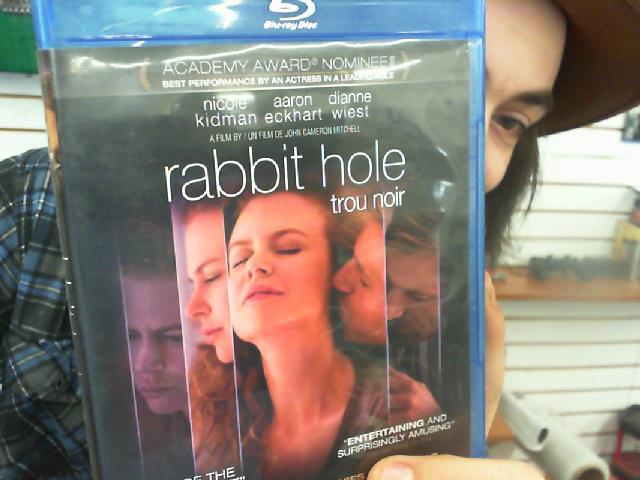 Blu-ray Disc
ACADEMY AWARD® NOMINEE
BEST PERFORMANCE BY AN ACTRESS IN A LEADING ROLE
nicole aaron dianne
kidman eckhart wiest
A FILM BY / UN FILM DE JOHN CAMERON MITCHELL
rabbit hole
trou noir
"ENTERTAINING AND
SURPRISINGLY AMUSING"
THE